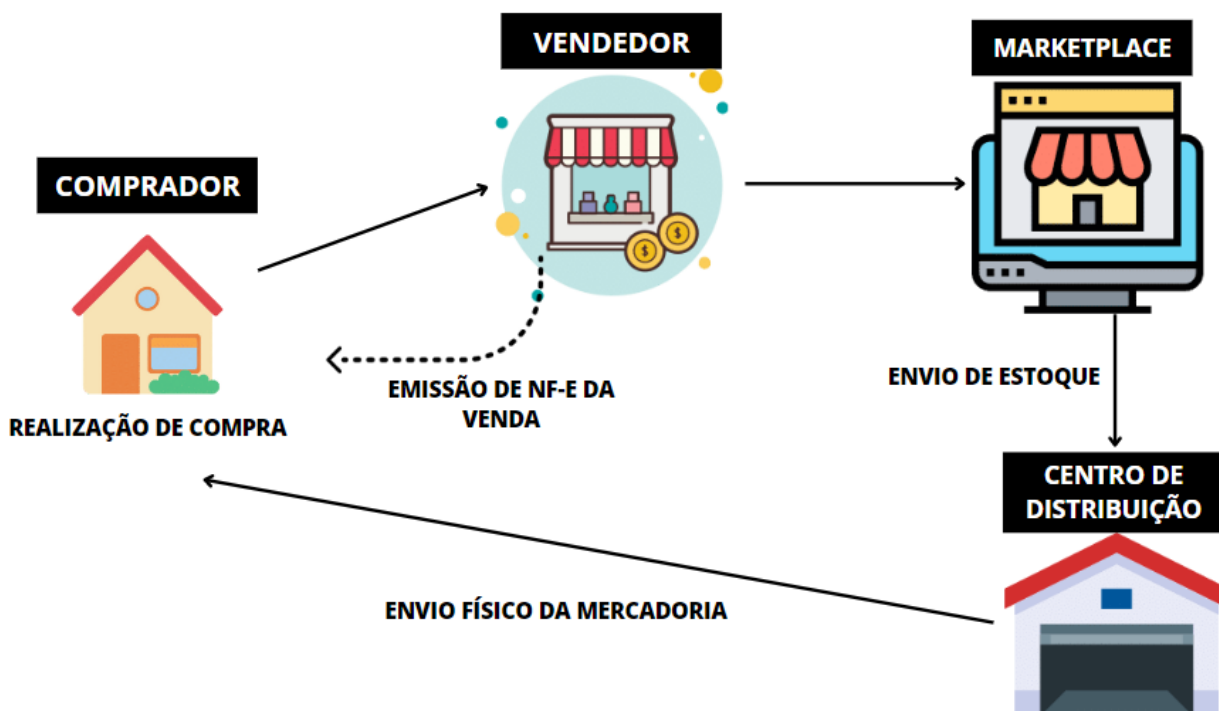 VENDEDOR
MARKETPLACE
COMPRADOR
ENVIO DE ESTOQUE
EMISSÃO DE NF-E DA
VENDA
REALIZAÇÃO DE COMPRA
CENTRO DE
DISTRIBUIÇÃO
ENVIO FÍSICO DA MERCADORIA